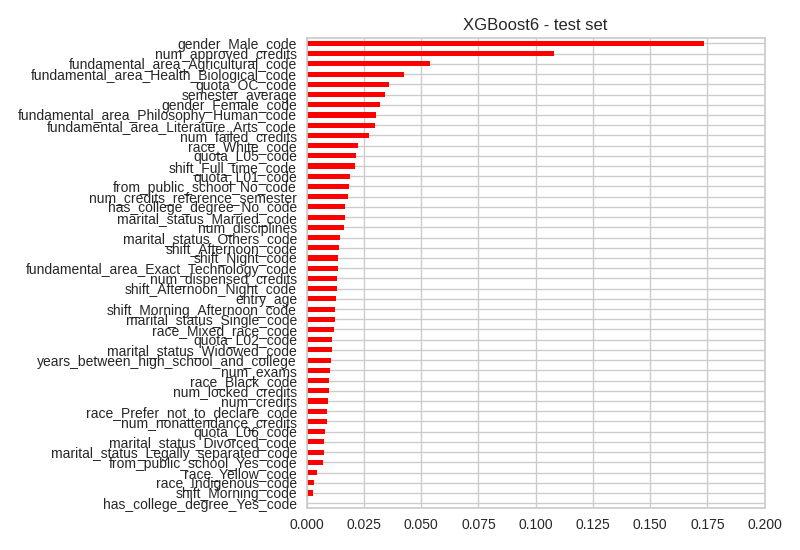 XGBoost6 - test set
gender_Male_code
num_approved_credits
fundamental_area_Agricultural_code
fundamental_area_Health_Biological_code
quota_OC_code
semester_average
gender_Female_code
fundamental_area_Philosophy_Human_code
fundamental_area_Literature_Arts_code
num_failed_credits
race_White_code
quota_L05_code
shift_Full_time_code
quota_L01_code
from_public_school_No_code
num_credits_reference_semester
has_college_degree_No_code
marital_status_Married_code
num_disciplines
marital_status_Others_code
shift_Afternoon_code
shift_Night_code
fundamental_area_Exact_Technology_code
num_dispensed_credits
shift_Afternoon_Night_code
entry_age
shift_Morning_Afternoon_code
marital_status_Single_code
race_Mixed_race_code
quota_L02_code
marital_status_Widowed_code
years_between_high_school_and_college
num_exams
race_Black_code
num_locked_credits
num_credits
race_Prefer_not_to_declare_code
num_nonattendance_credits
quota_L06_code
marital_status_Divorced_code
marital_status_Legally_separated_code
from_public_school_Yes_code
race_Yellow_code
race_Indigenous_code
shift_Morning_code
has_college_degree_Yes_code
0.000 0.025 0.050 0.075 0.100 0.125 0.150 0.175 0.200